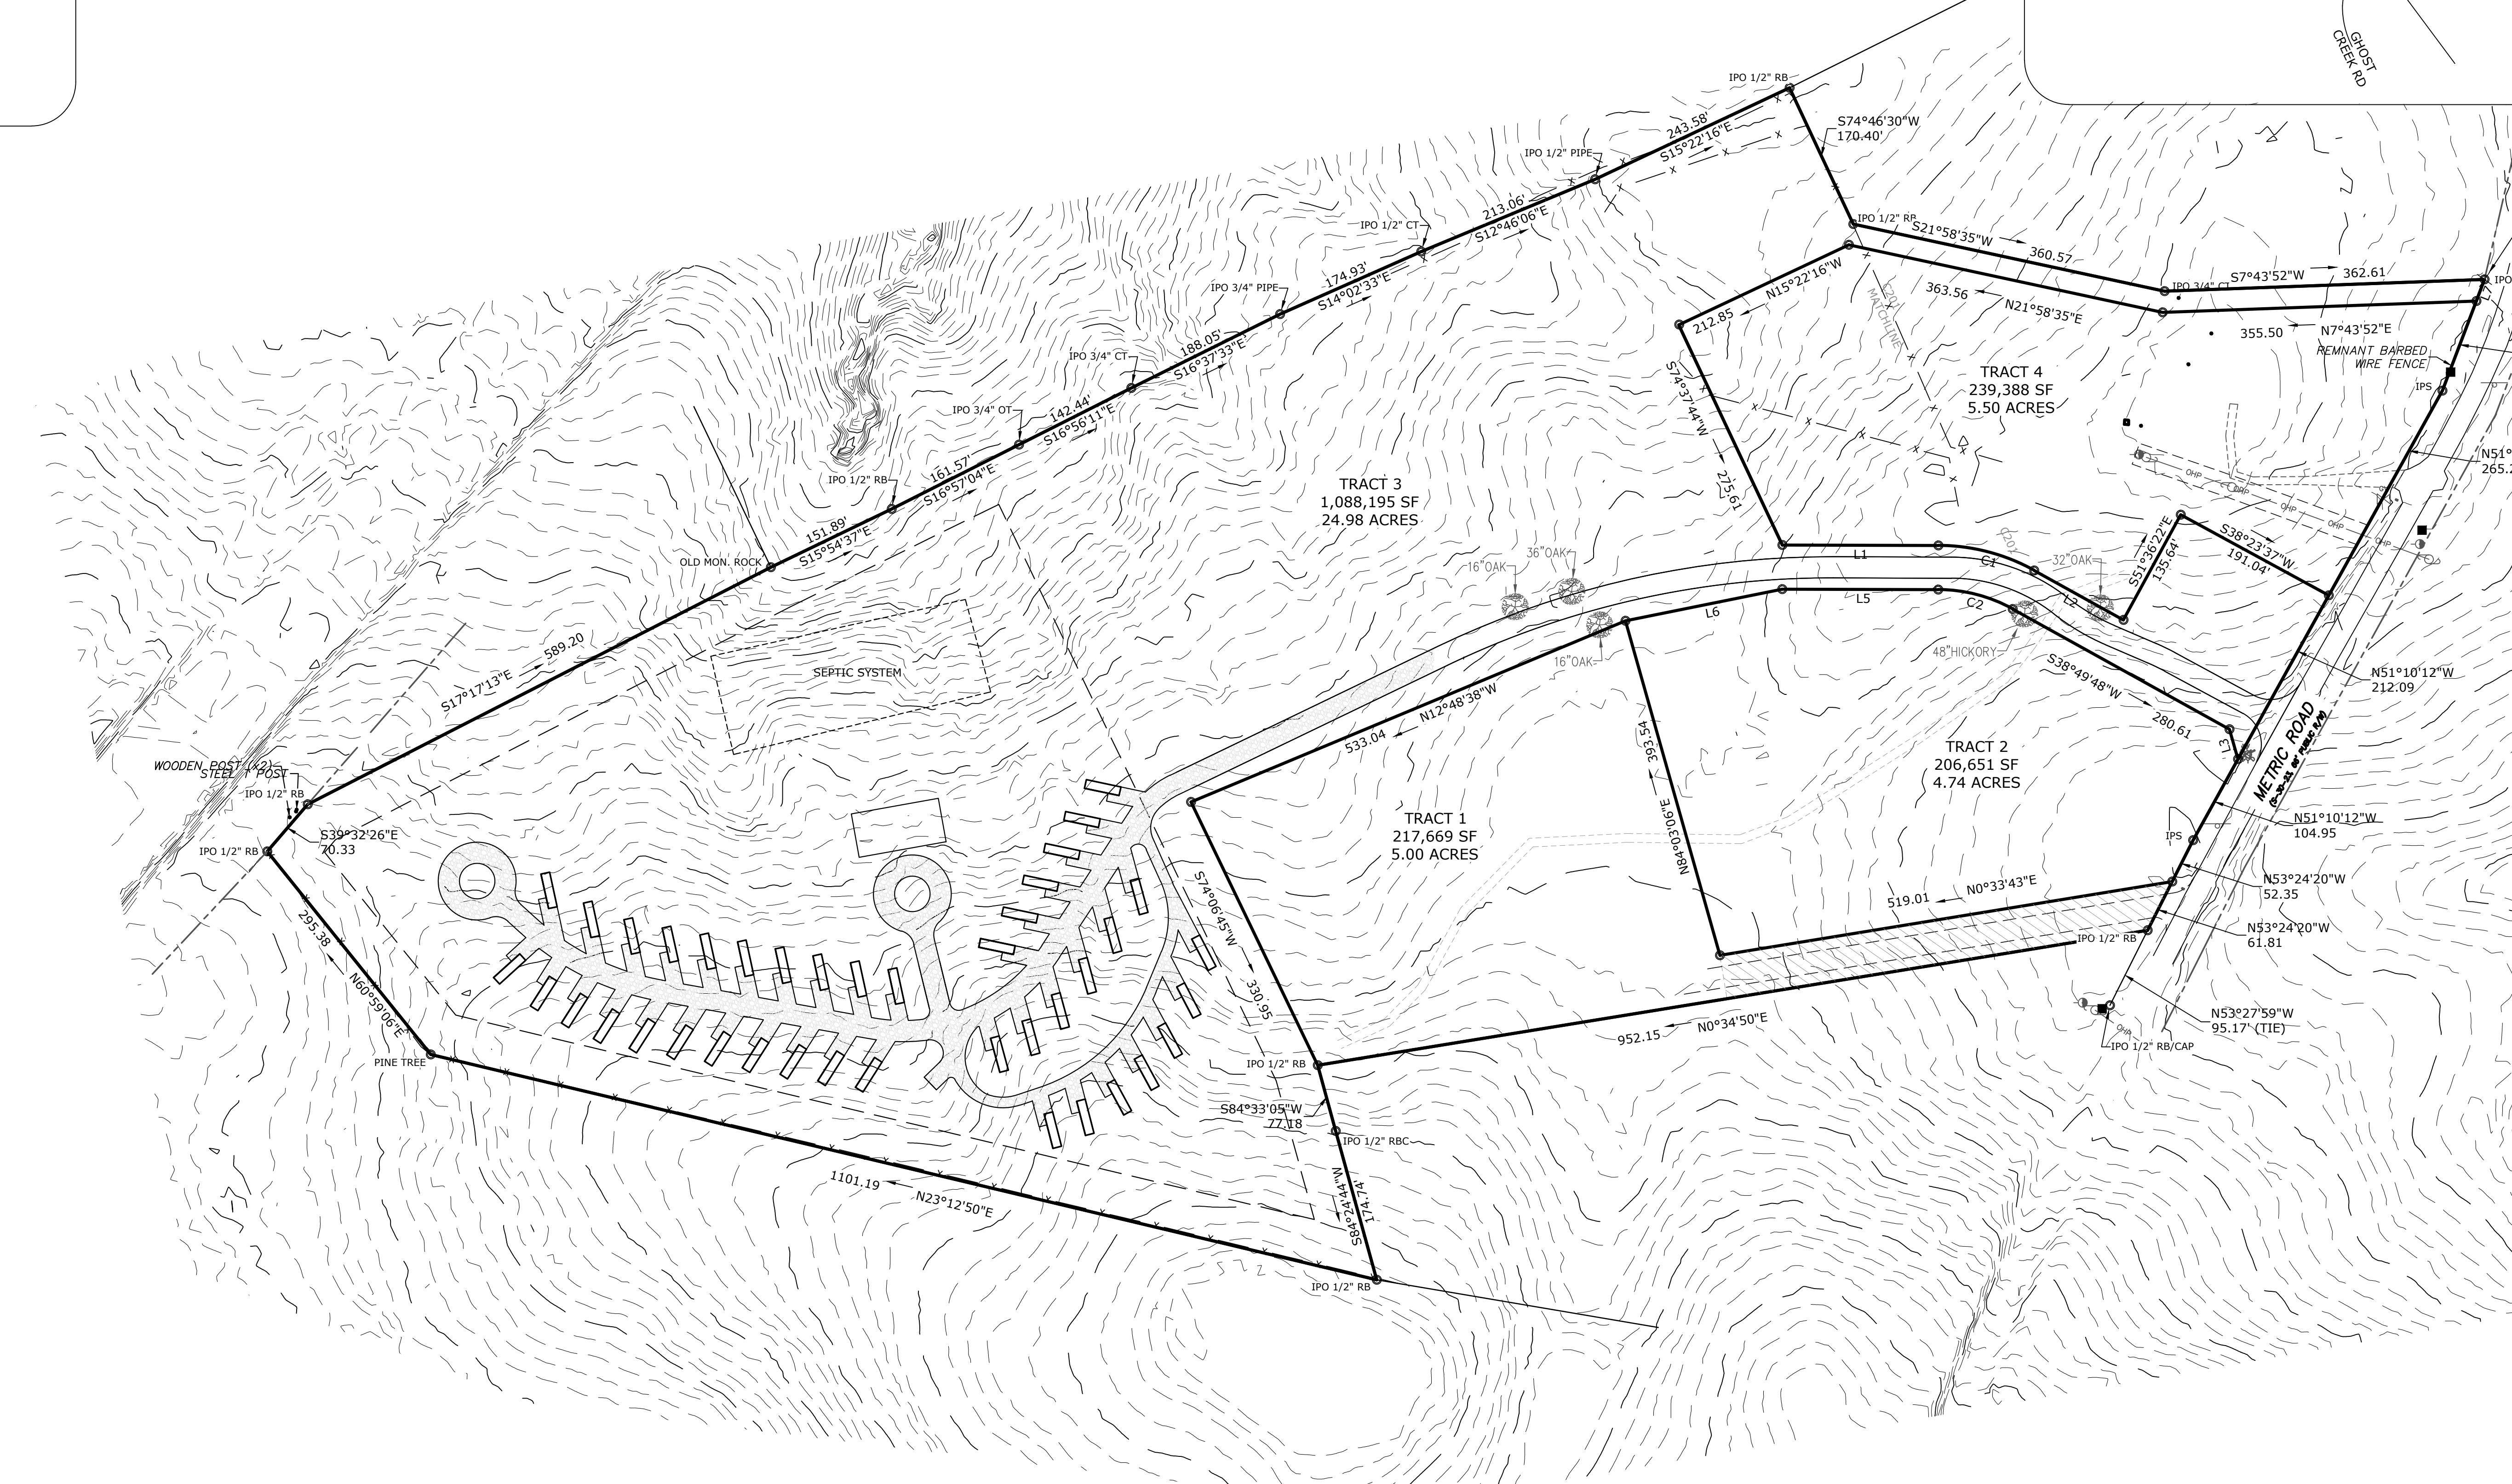 GHOST
CREEK RD
IPO 1/2" RB
243.58'
S15°22'16"E
S74°46'30"W
170.40'
IPO 1/2" PIPE
213.06'
S12°46'06"E
IPO 1/2" CT
174.93'
S14°02'33"E
IPO 3/4" PIPE
188.05'
S16°37'33"E
IPO 3/4" CT
142.44'
S16°56'11"E
IPO 3/4" OT
161.57'
S16°57'04"E
IPO 1/2" RB
151.89'
S15°54'37"E
OLD MON. ROCK
589.20
S17°17'13"E
IPO 1/2" RB
S21°58'35"W
360.57
S7°43'52"W
362.61
IPO 3/4" CT
IPO
N15°22'16"W
212.85
363.56
N21°58'35"E
355.50
N7°43'52"E
C201
MATCHLINE
REMNANT BARBED
WIRE FENCE
IPS
TRACT 4
239,388 SF
5.50 ACRES
S74°37'44"W
275.61
N51°
265.2
OHP
OHP
OHP
OHP
OHP
TRACT 3
1,088,195 SF
24.98 ACRES
S51°36'22"E
135.64'
S38°23'37"W
191.04'
36"OAK
16"OAK
16"OAK
32"OAK
48"HICKORY
C201
L1
C1
L2
L5
C2
L6
L3
S38°49'48"W
280.61
N51°10'12"W
212.09
METRIC ROAD
(S-30-23, 66' PUBLIC R/W)
SEPTIC SYSTEM
N12°48'38"W
533.04
393.54
N84°03'06"E
TRACT 2
206,651 SF
4.74 ACRES
TRACT 1
217,669 SF
5.00 ACRES
WOODEN POST (x2)
STEEL T POST
IPO 1/2" RB
S39°32'26"E
70.33
IPO 1/2" RB
295.38
N60°59'06"E
PINE TREE
N51°10'12"W
104.95
IPS
N53°24'20"W
52.35
519.01
N0°33'43"E
N53°24'20"W
61.81
IPO 1/2" RB
S74°06'45"W
330.95
952.15
N0°34'50"E
N53°27'59"W
95.17' (TIE)
OHP
IPO 1/2" RB/CAP
IPO 1/2" RB
S84°33'05"W
77.18
IPO 1/2" RBC
S84°24'44"W
174.74'
1101.19
N23°12'50"E
IPO 1/2" RB